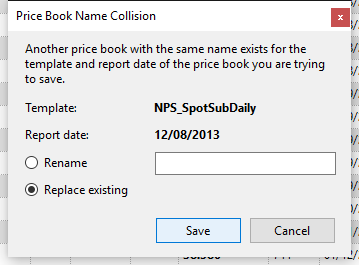 Price Book Name Collision
Another price book with the same name exists for the
template and report date of the price book you are trying
to save.
Template: NPS_SpotSubDaily
Report date: 12/08/2013
Rename
Replace existing
Save Cancel